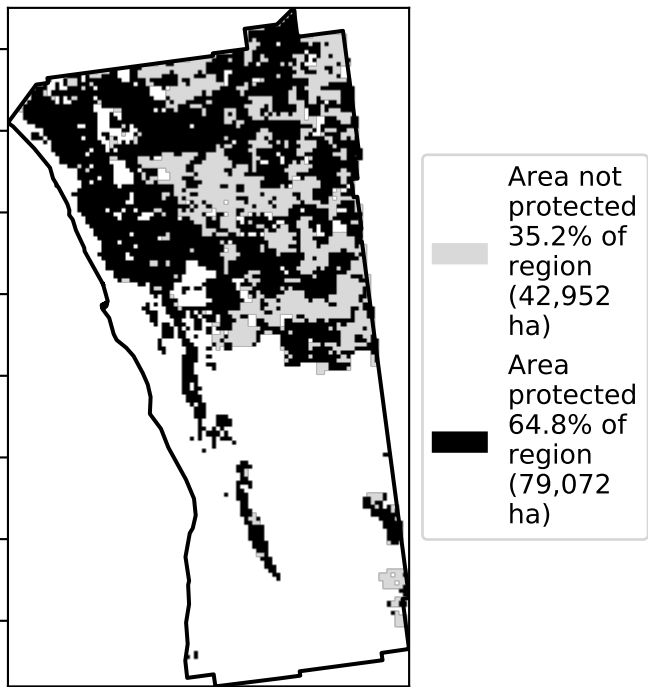 Area not
protected
35.2% of
region
(42,952
ha)
Area
protected
64.8% of
region
(79,072
ha)